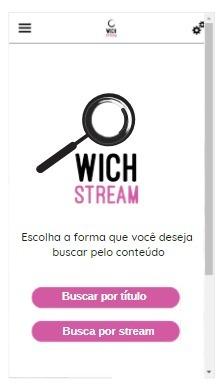 WICH
STREAM
Escolha a forma que você deseja
buscar pelo conteúdo
Buscar por título
Busca por stream